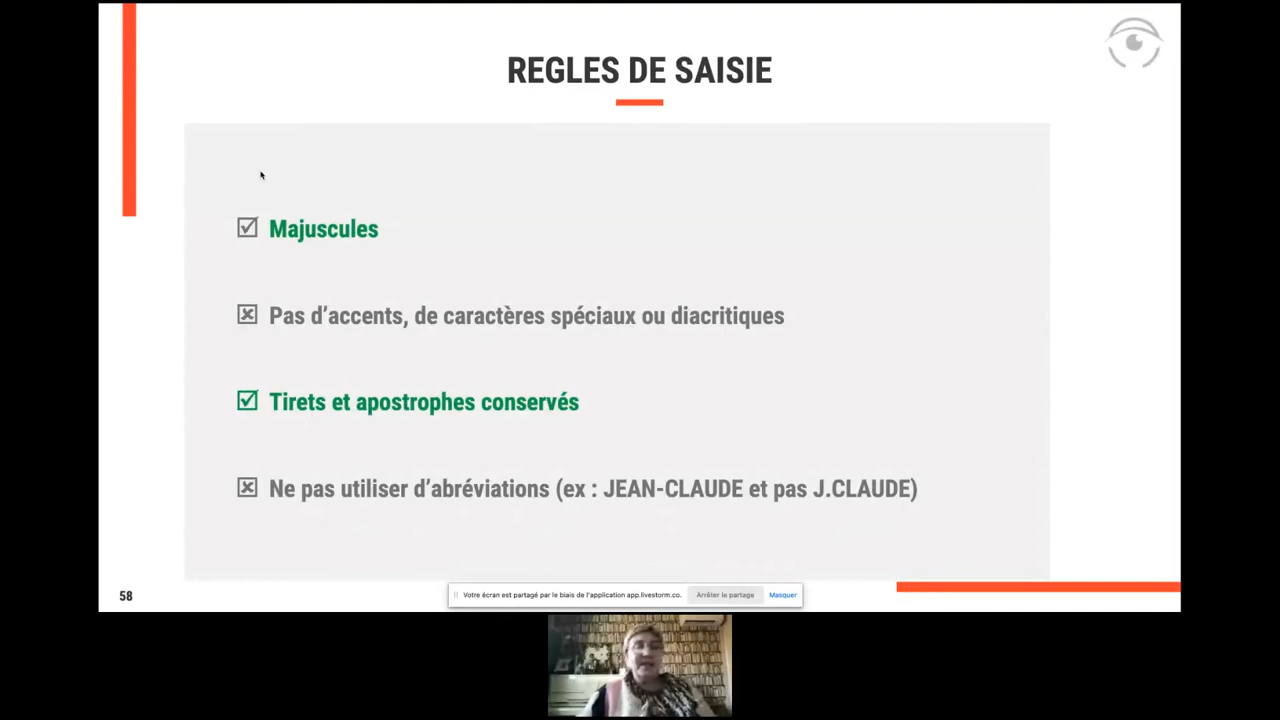 REGLES DE SAISIE
Majuscules
Pas d’accents, de caractères spéciaux ou diacritiques
Tirets et apostrophes conservés
Ne pas utiliser d’abréviations (ex : JEAN-CLAUDE et pas J.CLAUDE)
58
Votre écran est partagé par le biais de l'application app.livestorm.co. Arrêter le partage Masquer